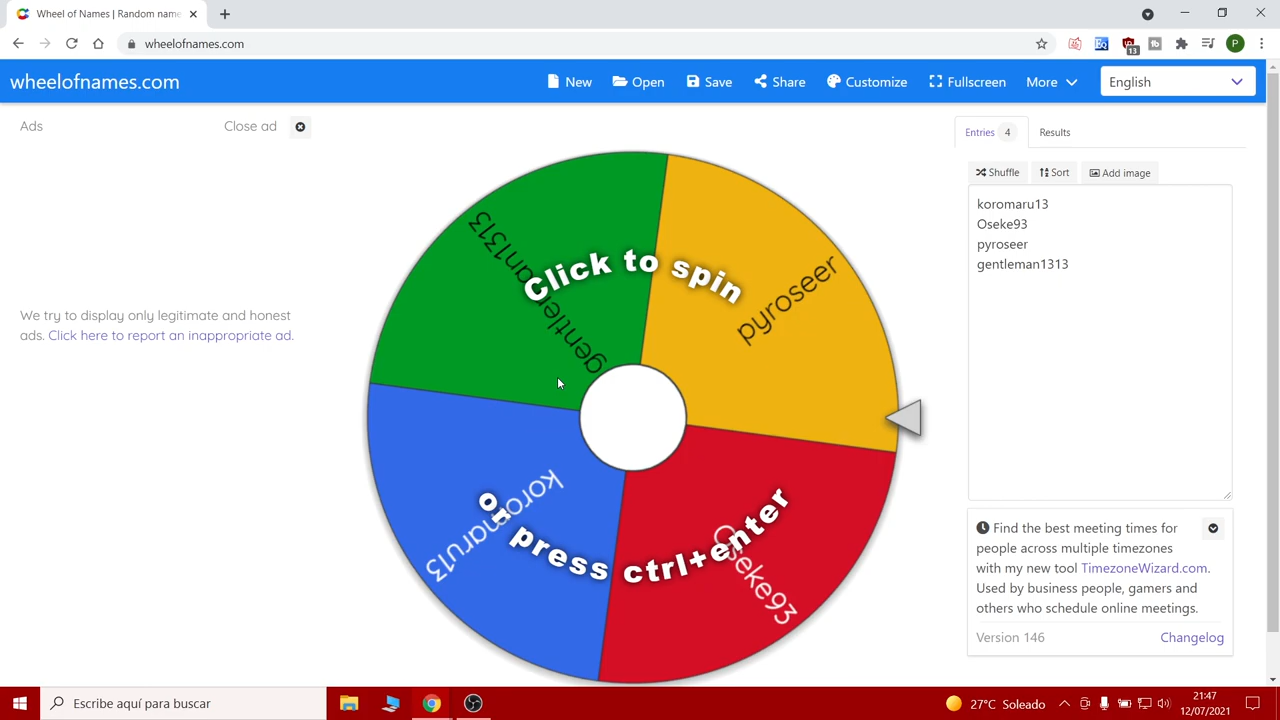 Wheel of Names | Random name
wheelofnames.com
13
P
wheelofnames.com
New
Open
Save
Share
Customize
Fullscreen
More
English
Ads
Close ad
We try to display only legitimate and honest
ads. Click here to report an inappropriate ad.
Click to spin
or press ctrl+enter
gentleman1313
pyroseer
koromaru13
Oseke93
Entries 4
Results
Shuffle
Sort
Add image
koromaru13
Oseke93
pyroseer
gentleman1313
Find the best meeting times for
people across multiple timezones
with my new tool TimezoneWizard.com.
Used by business people, gamers and
others who schedule online meetings.
Version 146
Changelog
Escribe aquí para buscar
27°C Soleado
21:47
12/07/2021